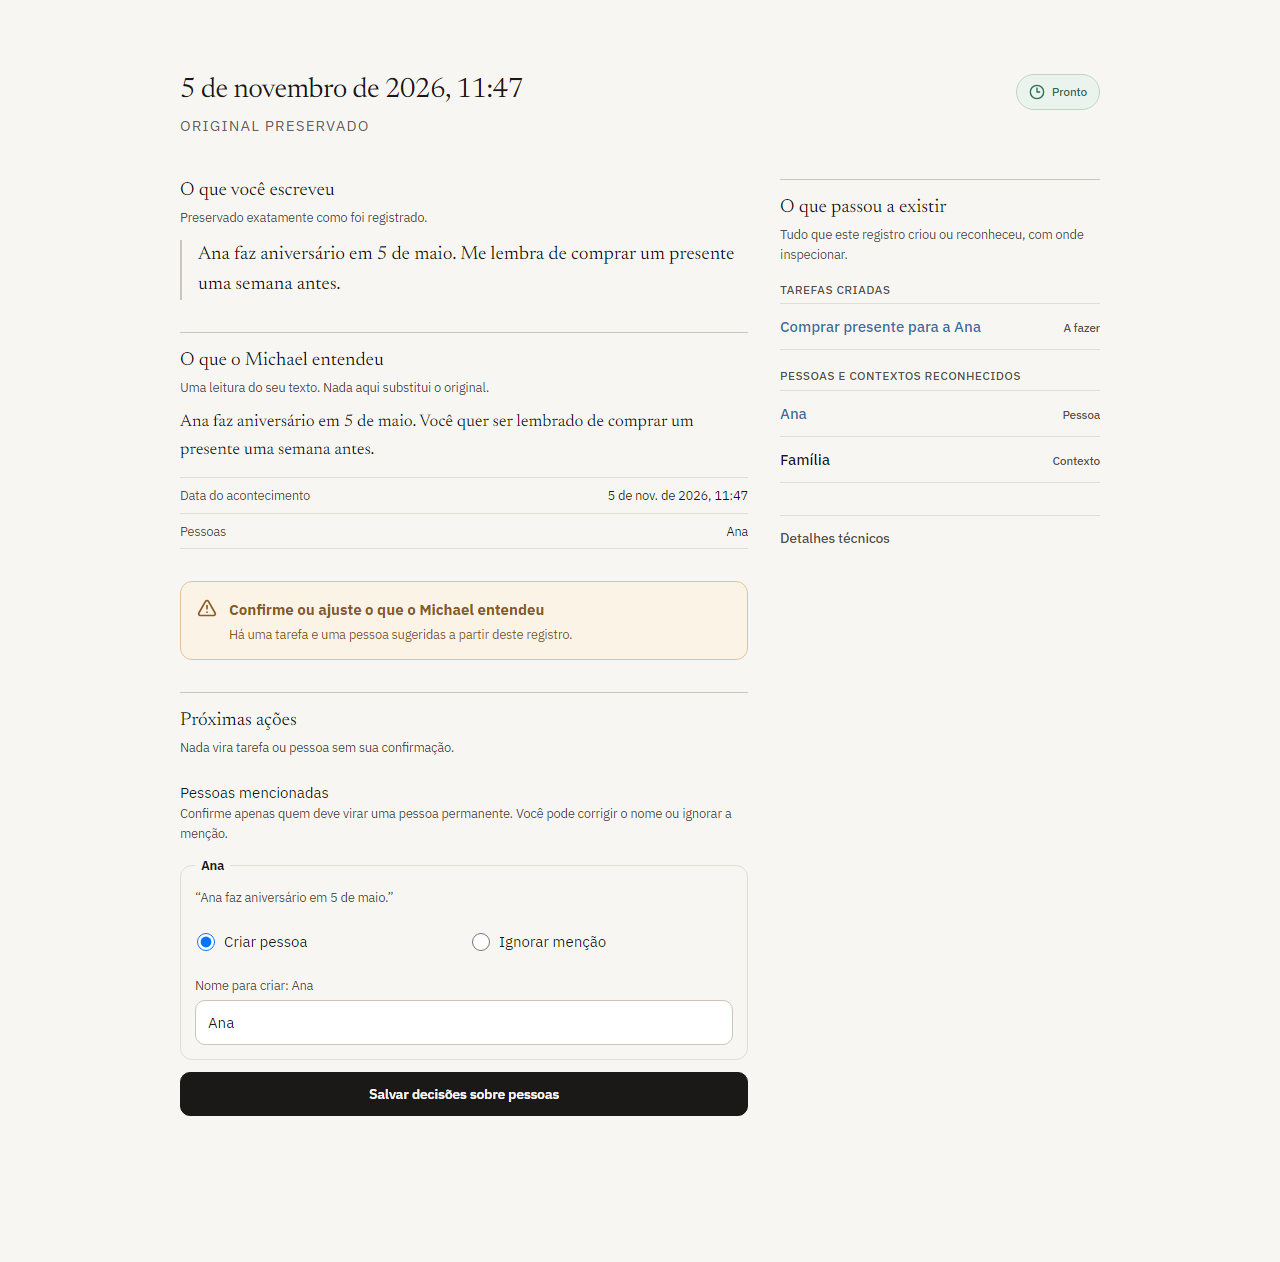 5 de novembro de 2026, 11:47
Pronto
ORIGINAL PRESERVADO
O que você escreveu
Preservado exatamente como foi registrado.
Ana faz aniversário em 5 de maio. Me lembra de comprar um presente
uma semana antes.
O que o Michael entendeu
Uma leitura do seu texto. Nada aqui substitui o original.
Ana faz aniversário em 5 de maio. Você quer ser lembrado de comprar um
presente uma semana antes.
Data do acontecimento
5 de nov. de 2026, 11:47
Pessoas
Ana
Confirme ou ajuste o que o Michael entendeu
Há uma tarefa e uma pessoa sugeridas a partir deste registro.
Próximas ações
Nada vira tarefa ou pessoa sem sua confirmação.
Pessoas mencionadas
Confirme apenas quem deve virar uma pessoa permanente. Você pode corrigir o nome ou ignorar a
menção.
Ana
“Ana faz aniversário em 5 de maio.”
Criar pessoa
Ignorar menção
Nome para criar: Ana
Ana
Salvar decisões sobre pessoas
O que passou a existir
Tudo que este registro criou ou reconheceu, com onde
inspecionar.
TAREFAS CRIADAS
Comprar presente para a Ana
A fazer
PESSOAS E CONTEXTOS RECONHECIDOS
Ana
Pessoa
Família
Contexto
Detalhes técnicos